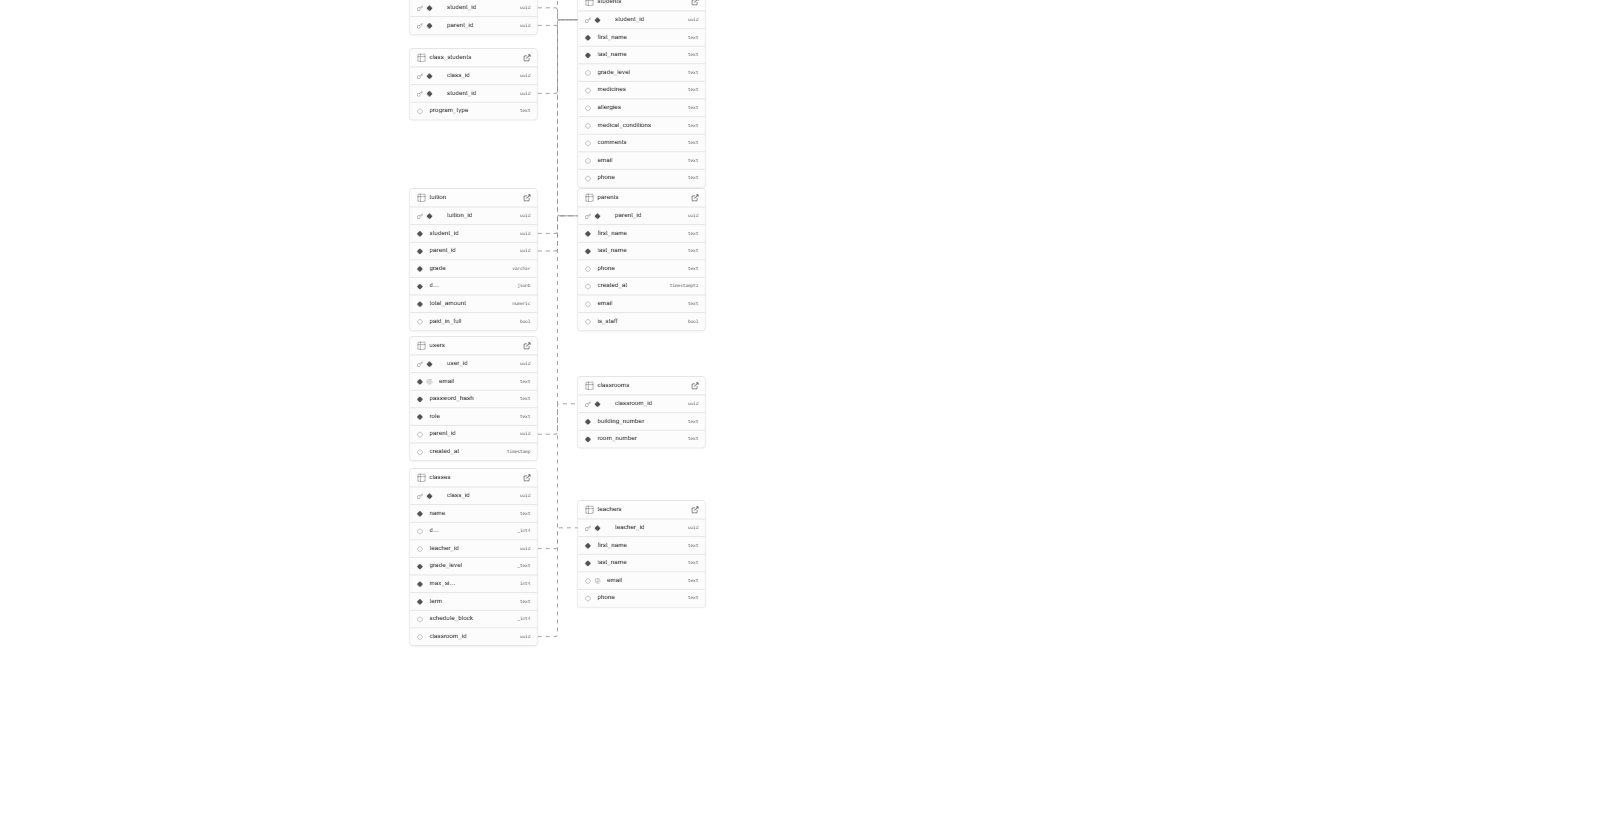 student_id uuid
parent_id uuid
class_students
class_id uuid
student_id uuid
program_type text
tuition
tuition_id uuid
student_id uuid
parent_id uuid
grade varchar
d... jsonb
total_amount numeric
paid_in_full bool
users
user_id uuid
email text
password_hash text
role text
parent_id uuid
created_at timestamp
classes
class_id uuid
name text
d... _int4
teacher_id uuid
grade_level _text
max_si... int4
term text
schedule_block _int4
classroom_id uuid
students
student_id uuid
first_name text
last_name text
grade_level text
medicines text
allergies text
medical_conditions text
comments text
email text
phone text
parents
parent_id uuid
first_name text
last_name text
phone text
created_at timestamptz
email text
is_staff bool
classrooms
classroom_id uuid
building_number text
room_number text
teachers
teacher_id uuid
first_name text
last_name text
email text
phone text